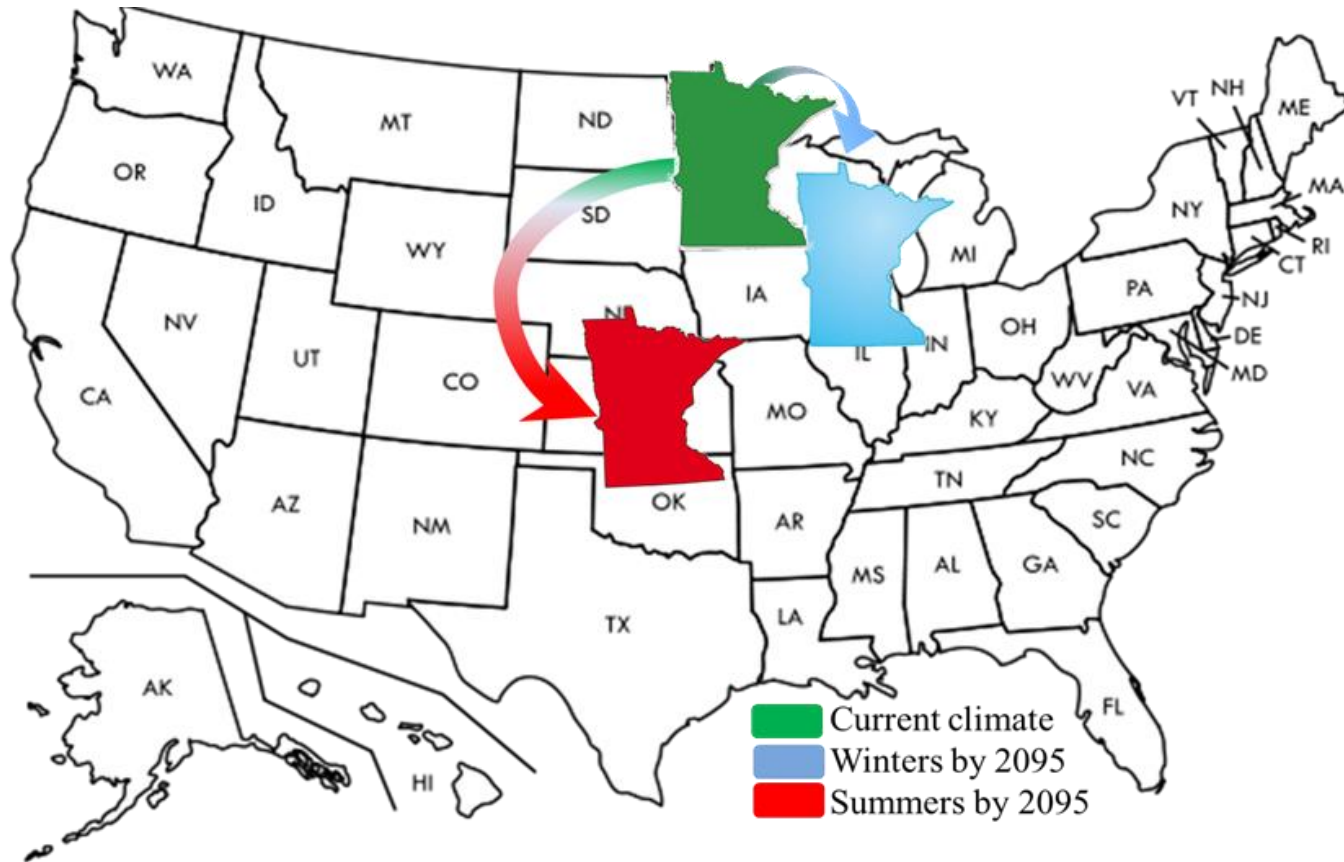 WA
MT
ND
VT
NH
ME
OR
ID
SD
WY
MA
NY
RI
MI
CT
IA
PA
NJ
NV
NE
OH
DE
UT
IL
IN
MD
CO
WV
VA
CA
MO
KY
NC
TN
AZ
NM
OK
AR
SC
MS
AL
GA
TX
LA
AK
FL
HI
Current climate
Winters by 2095
Summers by 2095